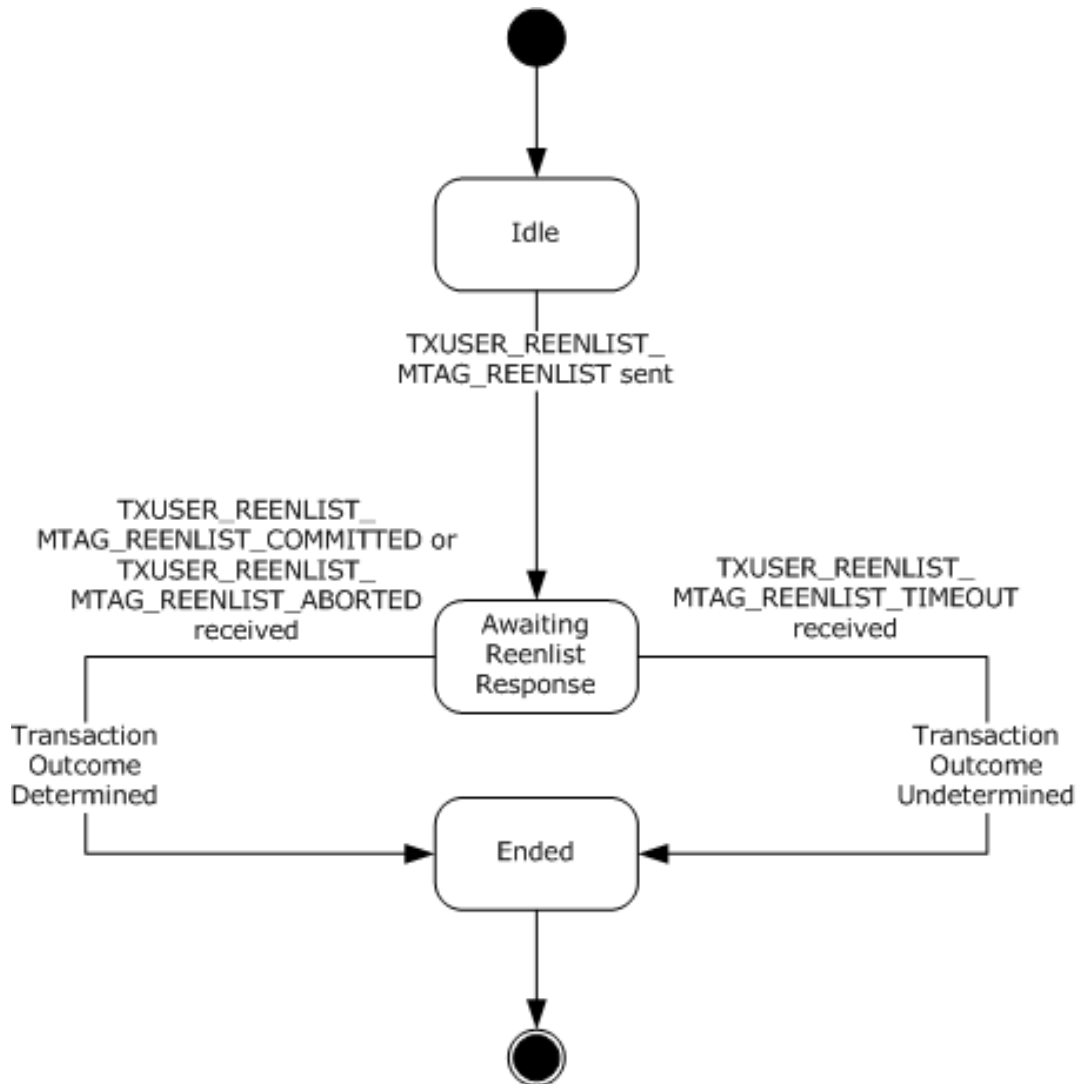 Idle
TXUSER_REENLIST_
MTAG_REENLIST sent
TXUSER_REENLIST_
MTAG_REENLIST_COMMITTED or
TXUSER_REENLIST_
MTAG_REENLIST_ABORTED
received
TXUSER_REENLIST_
MTAG_REENLIST_TIMEOUT
received
Awaiting
Reenlist
Response
Transaction
Outcome
Determined
Transaction
Outcome
Undetermined
Ended